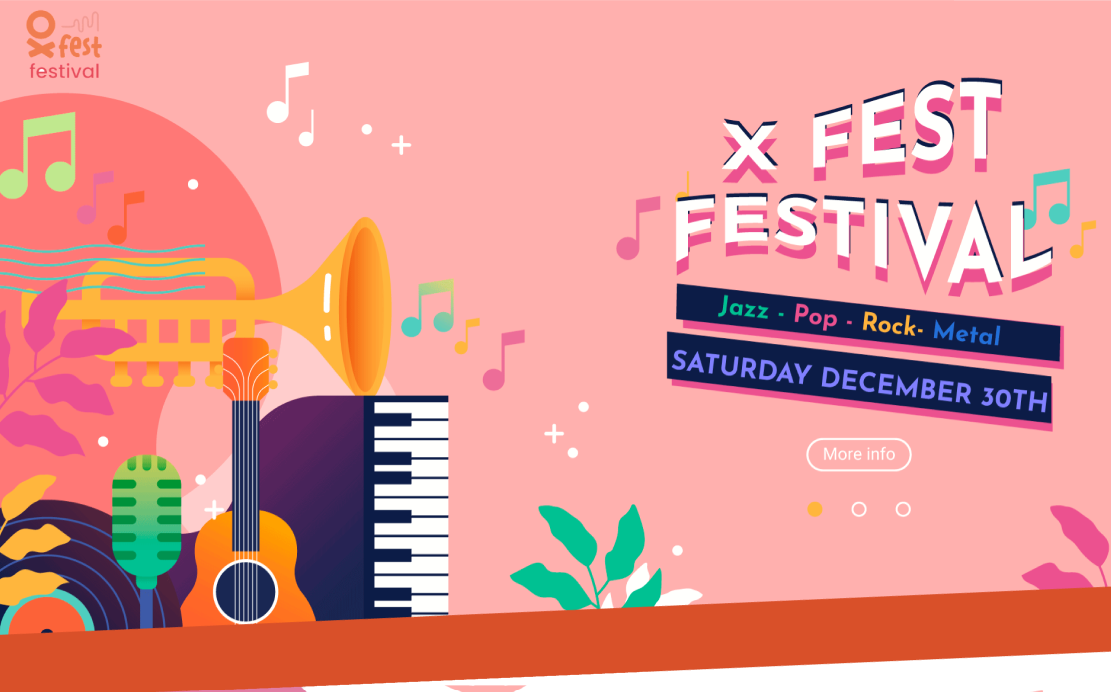 fest
festival
X FEST
FESTIVAL
Jazz - Pop - Rock- Metal
SATURDAY DECEMBER 30TH
More info